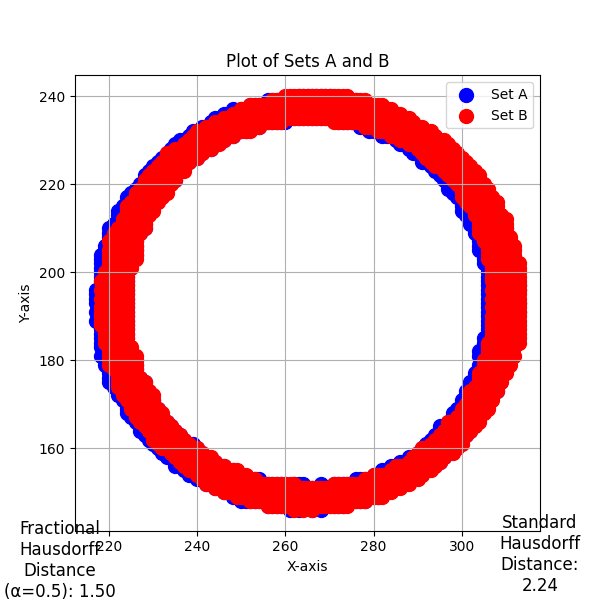 Plot of Sets A and B
Set A
Set B
240
220
200
180
160
Y-axis
220
240
260
280
300
X-axis
Fractional
Hausdorff
Distance
(α=0.5): 1.50
Standard
Hausdorff
Distance:
2.24